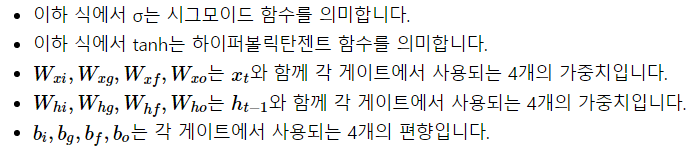 • 이하 식에서 σ는 시그모이드 함수를 의미합니다.
• 이하 식에서 tanh는 하이퍼볼릭탄젠트 함수를 의미합니다.
• W_{xi}, W_{xg}, W_{xf}, W_{xo}는 x_t와 함께 각 게이트에서 사용되는 4개의 가중치입니다.
• W_{hi}, W_{hg}, W_{hf}, W_{ho}는 h_{t−1}와 함께 각 게이트에서 사용되는 4개의 가중치입니다.
• b_i, b_g, b_f, b_o는 각 게이트에서 사용되는 4개의 편향입니다.